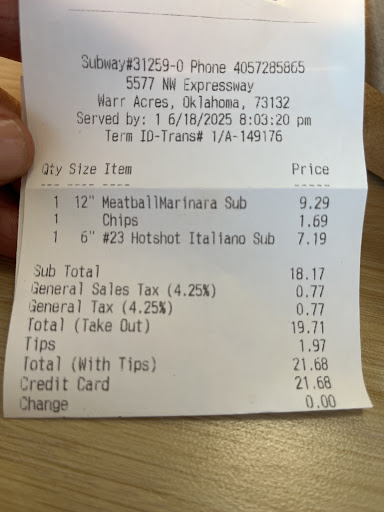 Subway#31259-0 Phone 4057285865
5577 NW Expressway
Warr Acres, Oklahoma, 73132
Served by: 1 6/18/2025 8:03:20 pm
Term ID-Trans# 1/A-149176
Qty Size Item Price
1 12" MeatballMarinara Sub 9.29
1 Chips 1.69
1 6" #23 Hotshot Italiano Sub 7.19
Sub Total 18.17
General Sales Tax (4.25%) 0.77
General Tax (4.25%) 0.77
Total (Take Out) 19.71
Tips 1.97
Total (With Tips) 21.68
Credit Card 21.68
Change 0.00